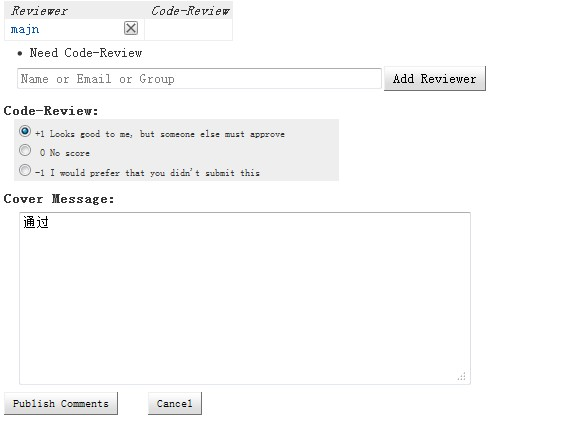 Reviewer Code-Review
majn
Need Code-Review
Name or Email or Group Add Reviewer
Code-Review:
+1 Looks good to me, but someone else must approve
0 No score
-1 I would prefer that you didn't submit this
Cover Message:
通过
Publish Comments Cancel